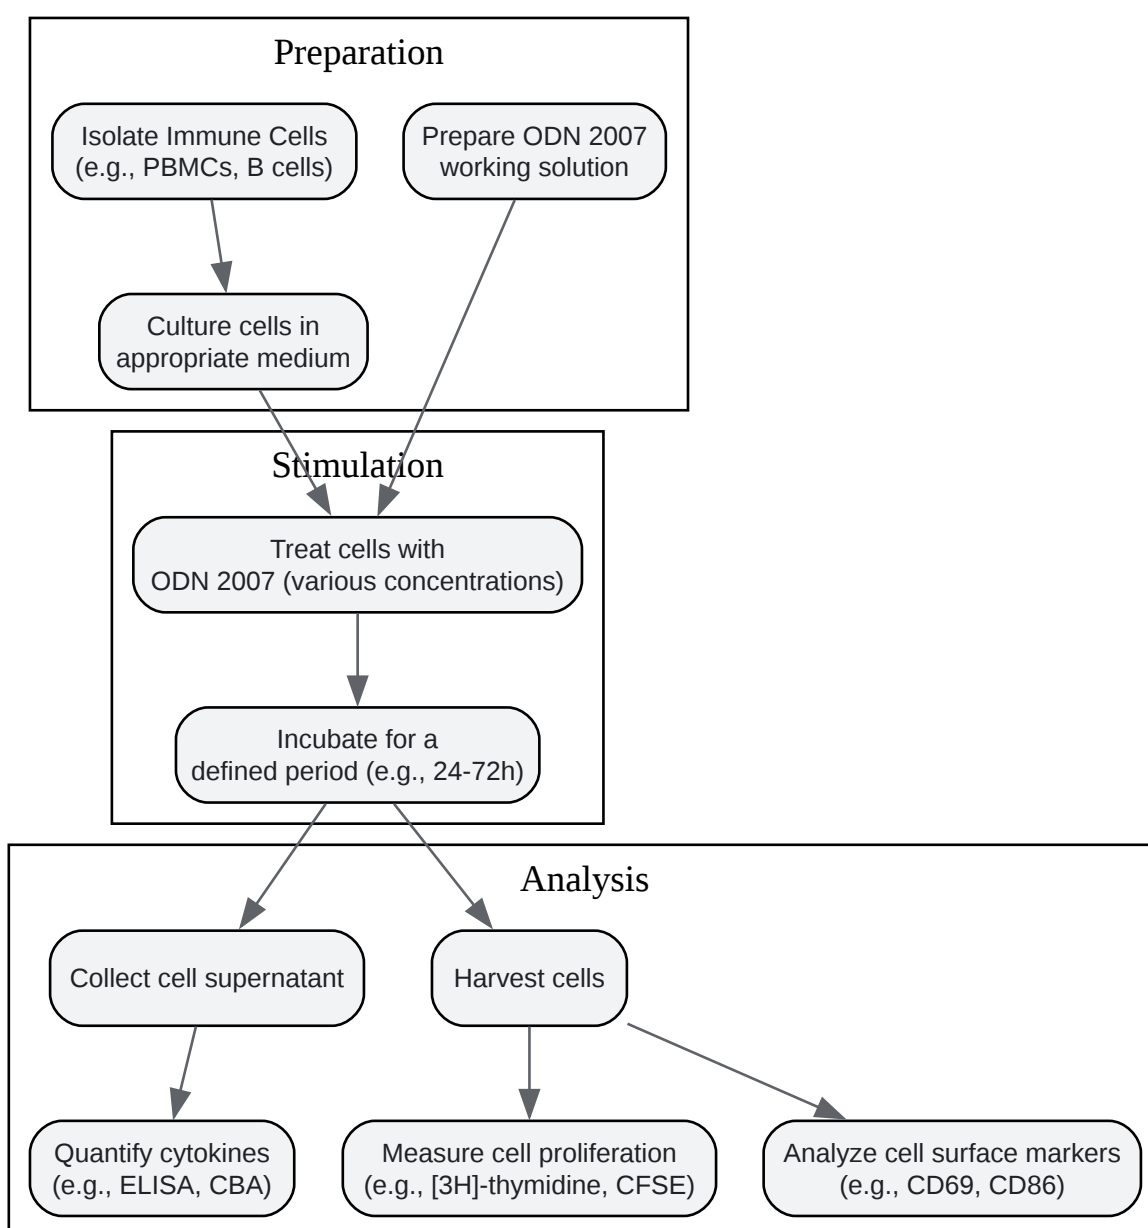 Preparation
Isolate Immune Cells
(e.g., PBMCs, B cells)
Prepare ODN 2007
working solution
Culture cells in
appropriate medium
Stimulation
Treat cells with
ODN 2007 (various concentrations)
Incubate for a
defined period (e.g., 24-72h)
Analysis
Collect cell supernatant
Harvest cells
Quantify cytokines
(e.g., ELISA, CBA)
Measure cell proliferation
(e.g., [3H]-thymidine, CFSE)
Analyze cell surface markers
(e.g., CD69, CD86)